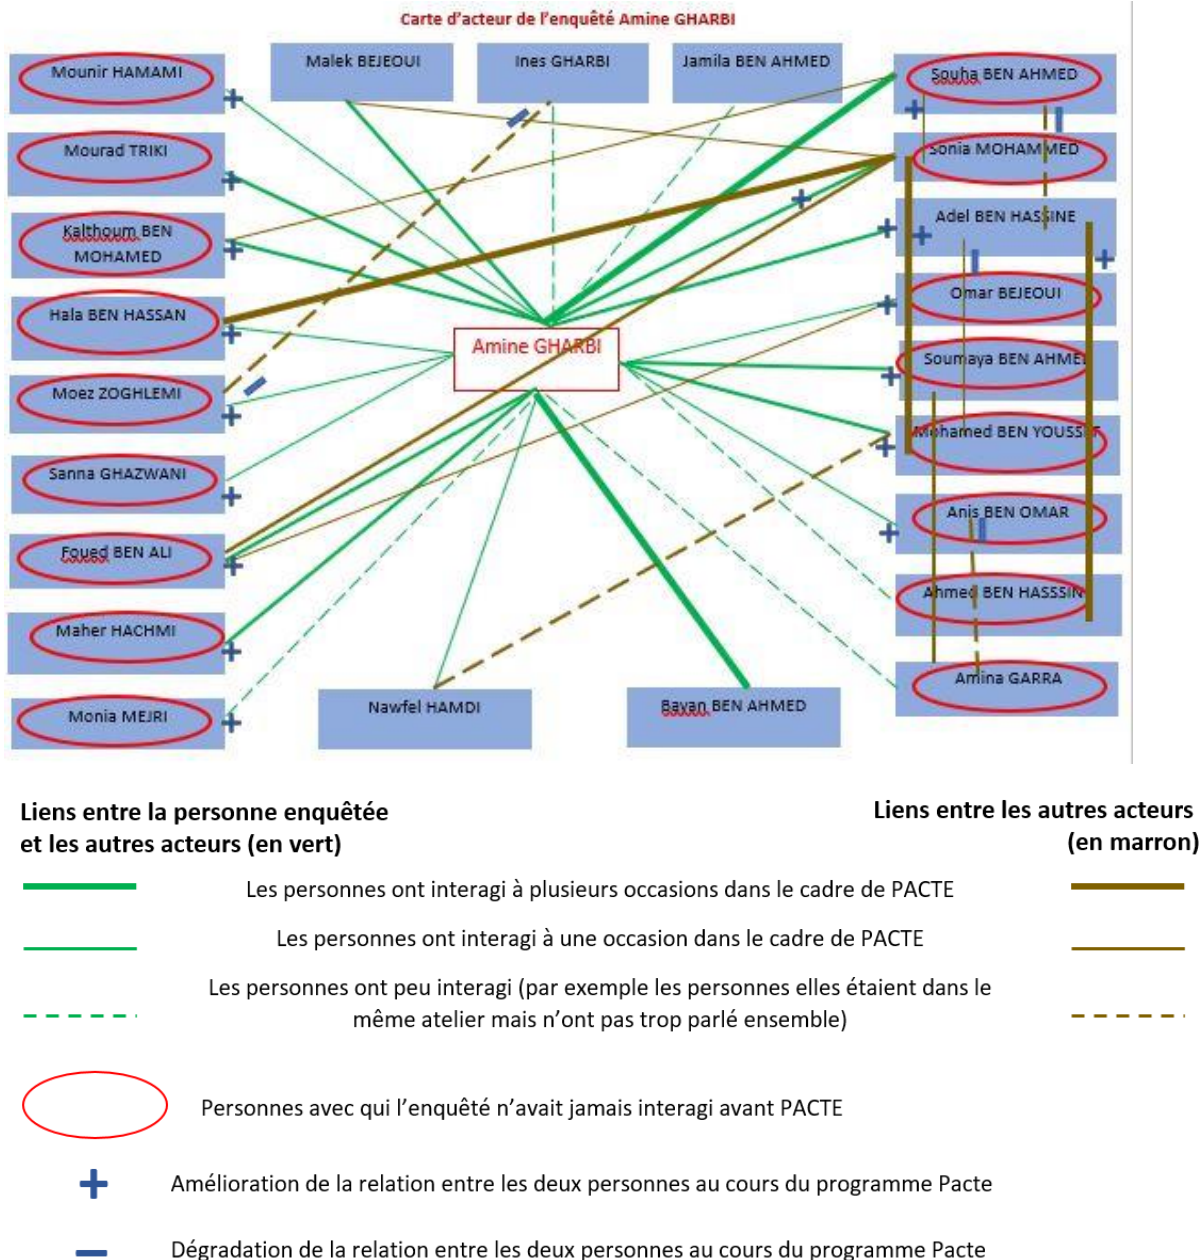 Carte d'acteur de l'enquêté Amine GHARBI
Mounir HAMAMI
Malek BEJEOUI
Ines GHARBI
Jamila BEN AHMED
Souha BEN AHMED
Mourad TRIKI
Sonia MOHAMMED
Kalthoum BEN
MOHAMED
Adel BEN HASSINE
Hala BEN HASSAN
Omar BEJEOUI
Amine GHARBI
Soumaya BEN AHMED
Moez ZOGHLEMI
Mohamed BEN YOUSSEF
Sanna GHAZWANI
Anis BEN OMAR
Foued BEN ALI
Ahmed BEN HASSSIN
Maher HACHMI
Amina GARRA
Monia MEJRI
Nawfel HAMDI
Bayan BEN AHMED
Liens entre la personne enquêtée
et les autres acteurs (en vert)
Liens entre les autres acteurs
(en marron)
Les personnes ont interagi à plusieurs occasions dans le cadre de PACTE
Les personnes ont interagi à une occasion dans le cadre de PACTE
Les personnes ont peu interagi (par exemple les personnes elles étaient dans le
même atelier mais n'ont pas trop parlé ensemble)
Personnes avec qui l'enquêté n'avait jamais interagi avant PACTE
Amélioration de la relation entre les deux personnes au cours du programme Pacte
Dégradation de la relation entre les deux personnes au cours du programme Pacte